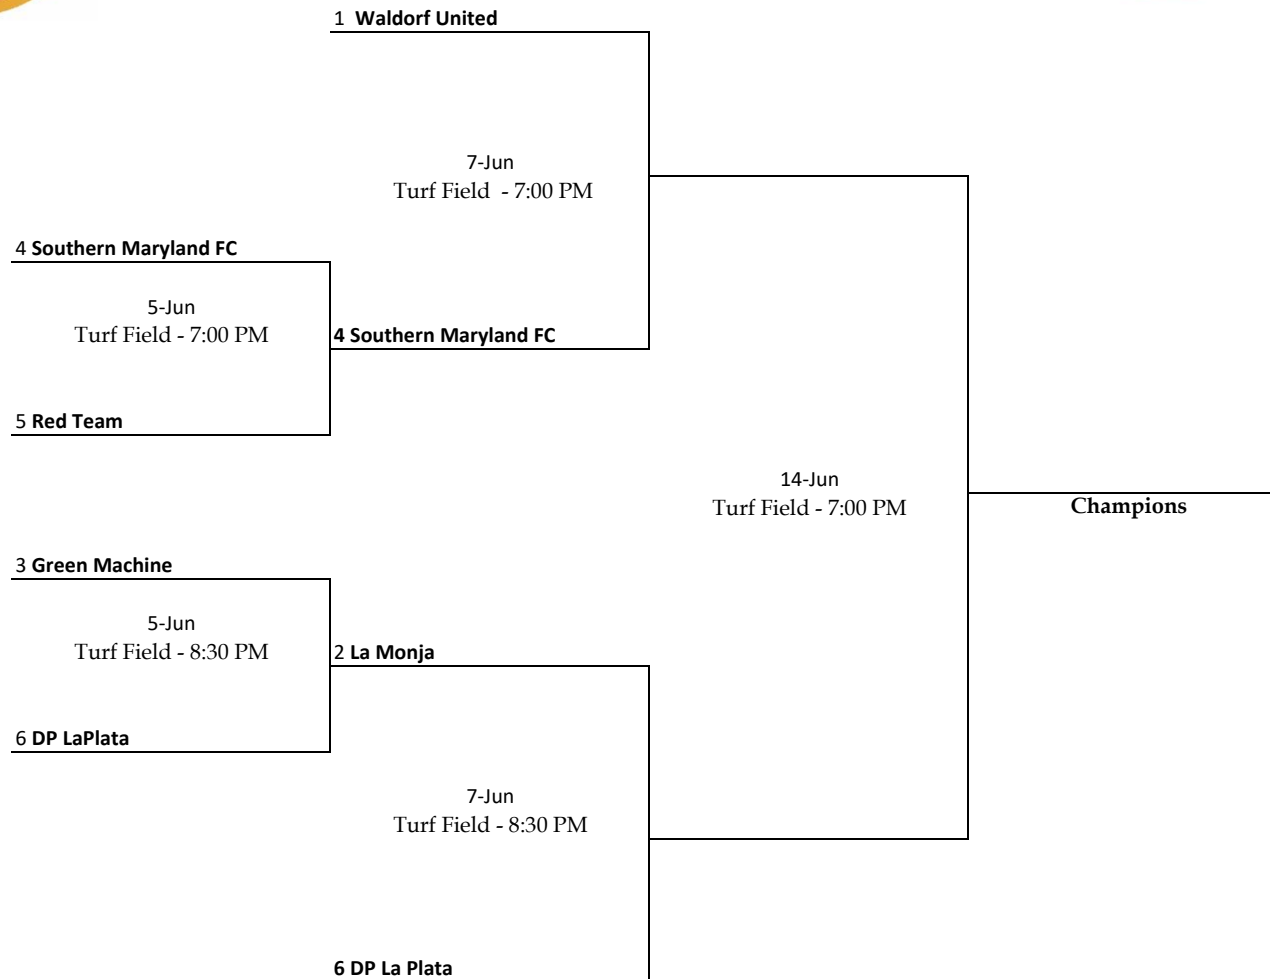 1 Waldorf United
7-Jun
Turf Field - 7:00 PM
4 Southern Maryland FC
5-Jun
Turf Field - 7:00 PM
4 Southern Maryland FC
5 Red Team
14-Jun
Turf Field - 7:00 PM
Champions
3 Green Machine
5-Jun
Turf Field - 8:30 PM
2 La Monja
6 DP LaPlata
7-Jun
Turf Field - 8:30 PM
6 DP La Plata